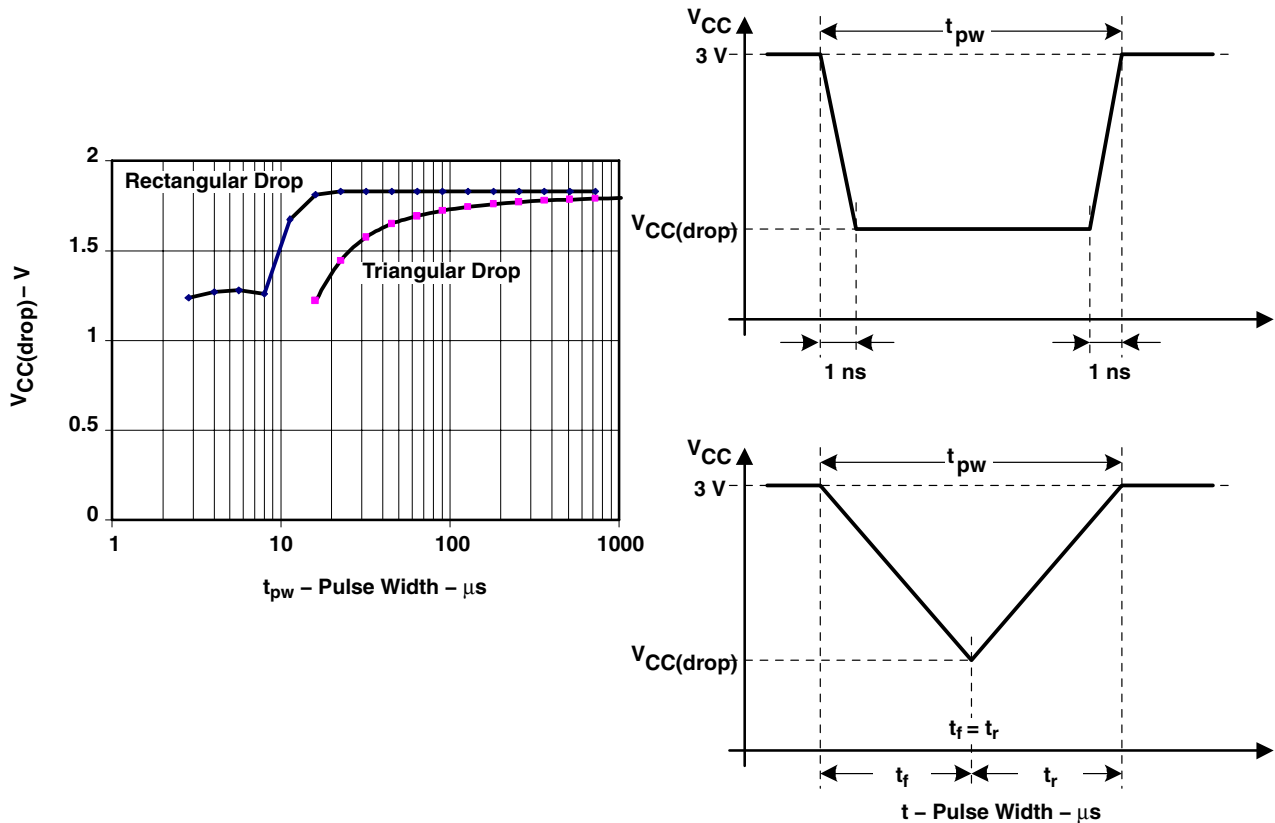 2
1.5
1
0.5
0
Rectangular Drop
Triangular Drop
VCC(drop) – V
1 10 100 1000
tpw – Pulse Width – μs
VCC
3 V
tpw
VCC(drop)
1 ns 1 ns
VCC
3 V
tpw
VCC(drop)
tf = tr
tf tr
t – Pulse Width – μs